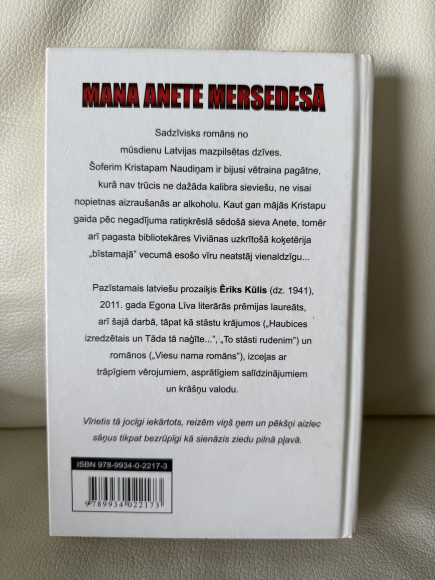 MANA ANETE MERSEDESĀ
Sadzīvisks romāns no
mūsdienu Latvijas mazpilsētas dzīves.
Šoferim Kristapam Naudiņam ir bijusi vētraina pagātne,
kurā nav trūcis ne dažāda kalibra sieviešu, ne visai
nopietnas aizraušanās ar alkoholu. Kaut gan mājās Kristapu
gaida pēc negadījuma ratiņkrēslā sēdošā sieva Anete, tomēr
arī pagasta bibliotekāres Viviānas uzkrītošā koķetērija
„bīstamajā” vecumā esošo vīru neatstāj vienaldzīgu...
Pazīstamais latviešu prozaiķis Ēriks Kūlis (dz. 1941),
2011. gada Egona Līva literārās prēmijas laureāts,
arī šajā darbā, tāpat kā stāstu krājumos („Haubices
izredzētais un Tāda tā naģīte...”, „To stāsti rudenim”) un
romānos („Viesu nama romāns”), izceļas ar
trāpīgiem vērojumiem, asprātīgiem salīdzinājumiem
un krāšņu valodu.
Vīrietis tā jocīgi iekārtots, reizēm viņš ņem un pēkšņi aizlec
sāņus tikpat bezrūpīgi kā sienāzis ziedu pilnā pļavā.
ISBN 978-9934-0-2217-3
9 789934 022173